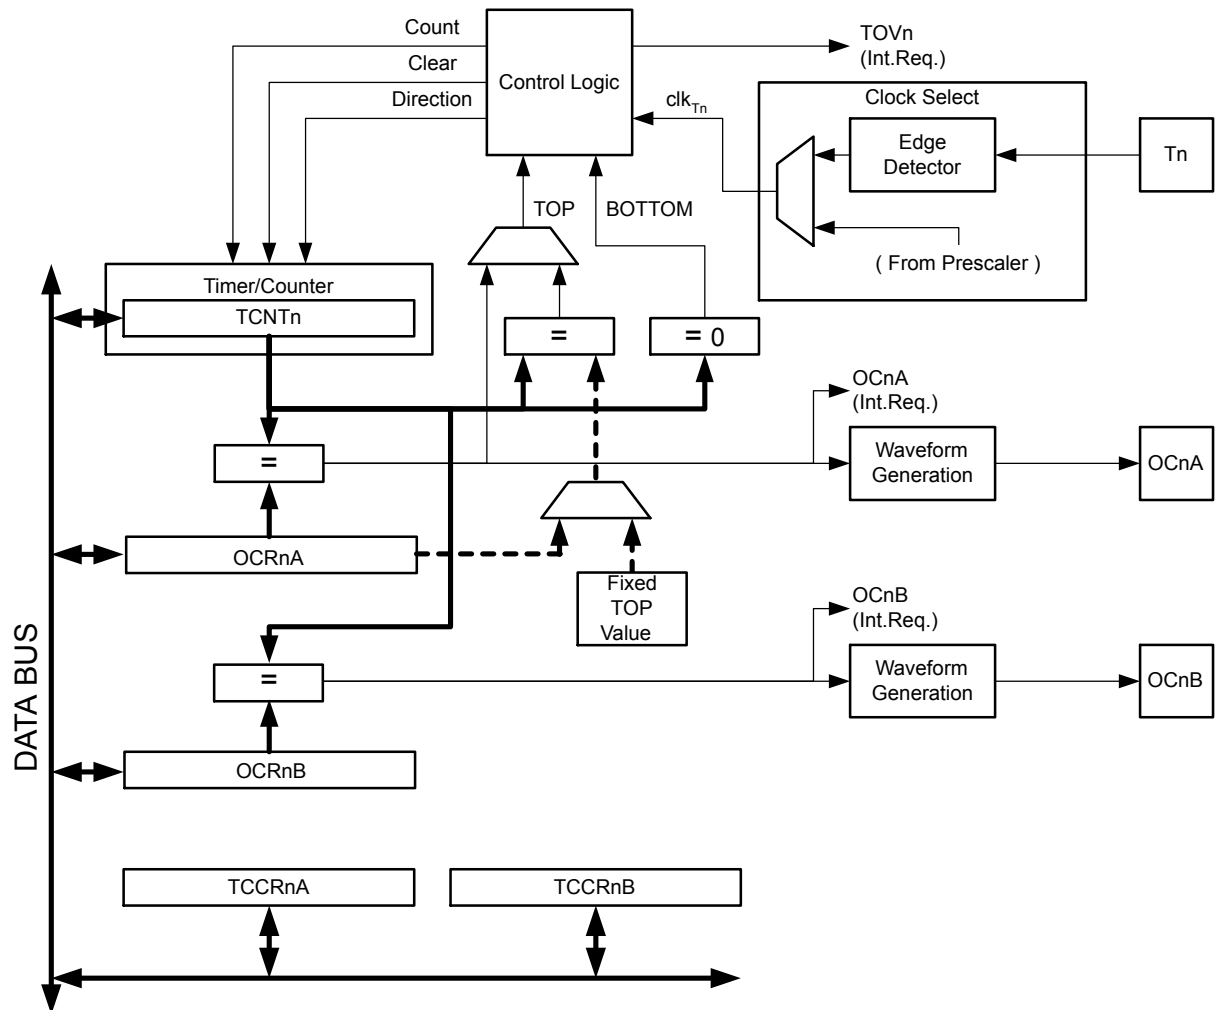 Count
Clear
Direction
Control Logic
TOVn
(Int.Req.)
clkTn
Clock Select
Edge
Detector
Tn
( From Prescaler )
TOP
BOTTOM
Timer/Counter
TCNTn
=
= 0
OCnA
(Int.Req.)
=
Waveform
Generation
OCnA
OCRnA
Fixed
TOP
Value
OCnB
(Int.Req.)
=
Waveform
Generation
OCnB
OCRnB
DATA BUS
TCCRnA
TCCRnB